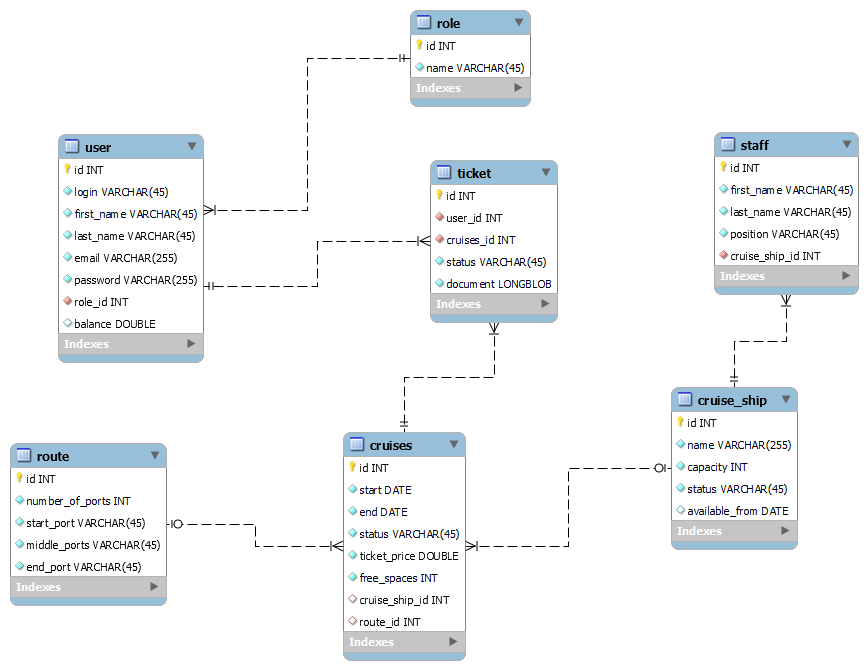 role
id INT
name VARCHAR(45)
Indexes
user
id INT
login VARCHAR(45)
first_name VARCHAR(45)
last_name VARCHAR(45)
email VARCHAR(255)
password VARCHAR(255)
role_id INT
balance DOUBLE
Indexes
ticket
id INT
user_id INT
cruises_id INT
status VARCHAR(45)
document LONGBLOB
Indexes
staff
id INT
first_name VARCHAR(45)
last_name VARCHAR(45)
position VARCHAR(45)
cruise_ship_id INT
Indexes
route
id INT
number_of_ports INT
start_port VARCHAR(45)
middle_ports VARCHAR(45)
end_port VARCHAR(45)
Indexes
cruises
id INT
start DATE
end DATE
status VARCHAR(45)
ticket_price DOUBLE
free_spaces INT
cruise_ship_id INT
route_id INT
Indexes
cruise_ship
id INT
name VARCHAR(255)
capacity INT
status VARCHAR(45)
available_from DATE
Indexes